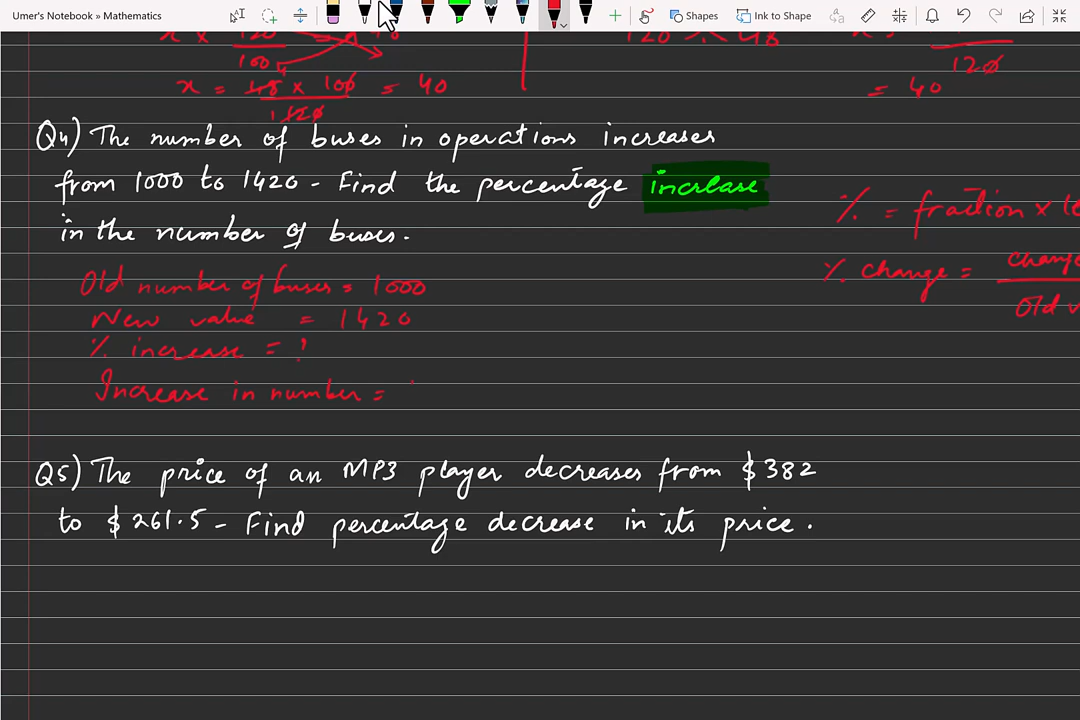 Umer's Notebook » Mathematics
Shapes
Ink to Shape
x ×
100
x = 48 × 100 = 40
120
120
= 40
Q4) The number of buses in operations increases
from 1000 to 1420 - Find the percentage increase
in the number of buses.
% = fraction ×
% change =
Old
Old number of buses = 1000
New value = 1420
% increase = ?
Increase in number =
Q5) The price of an MP3 player decreases from $382
to $261.5 - Find percentage decrease in its price.